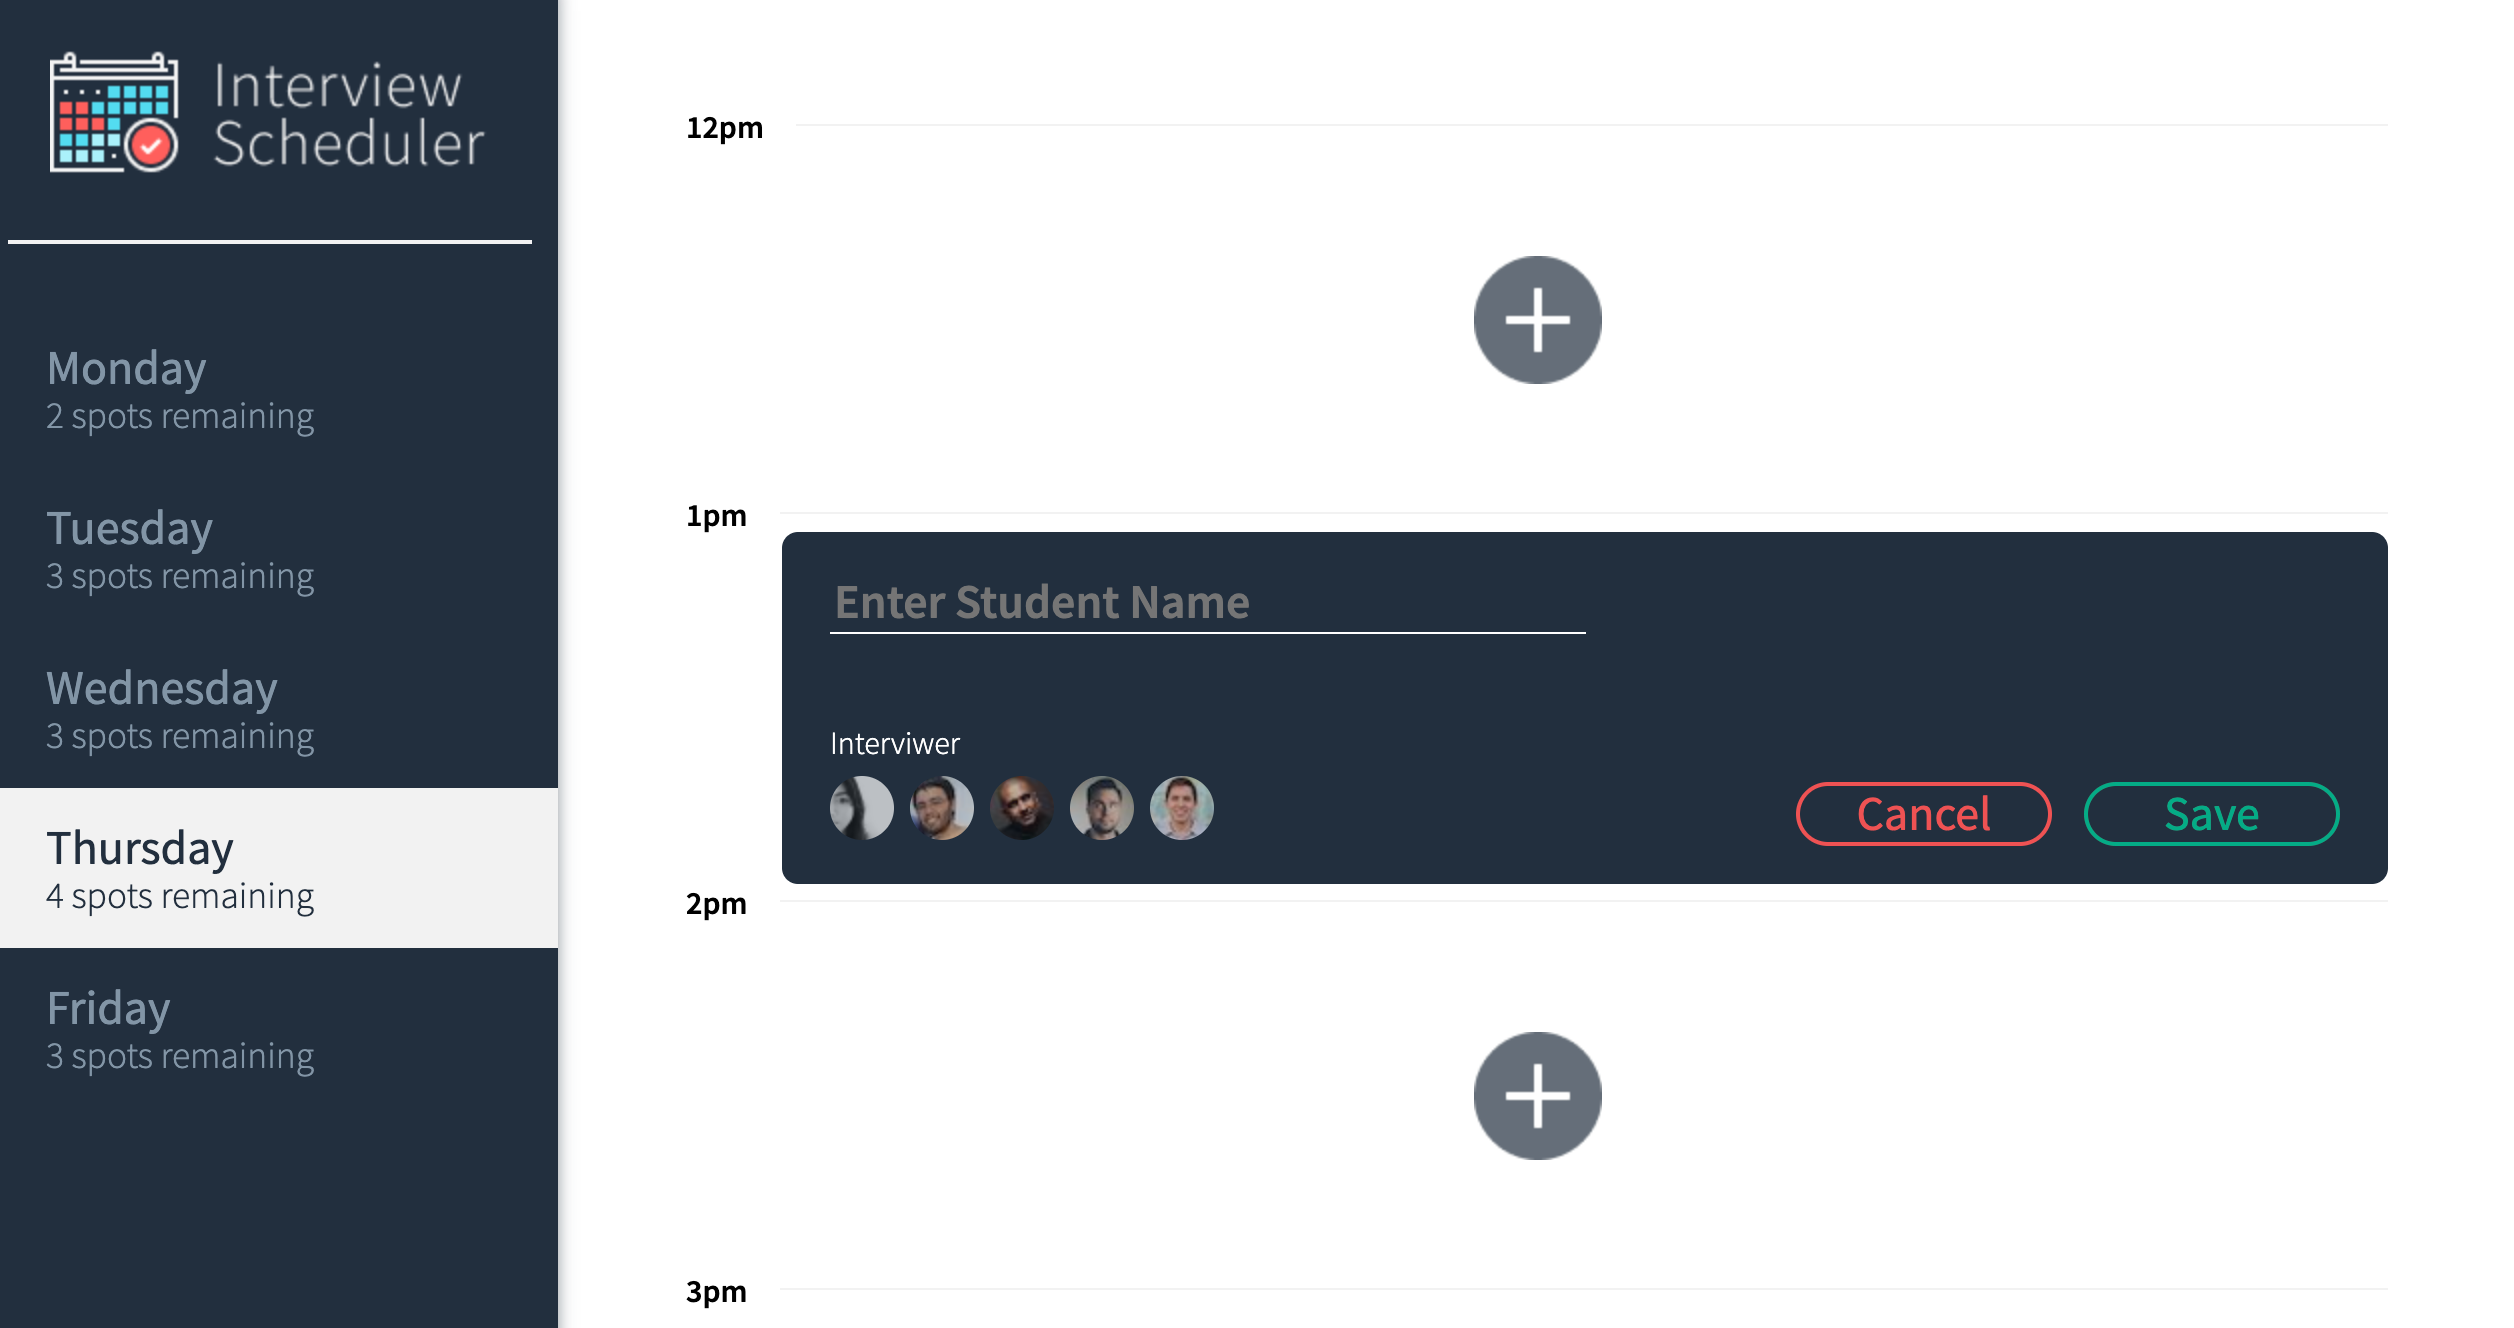 Interview
Scheduler
Monday
2 spots remaining
Tuesday
3 spots remaining
Wednesday
3 spots remaining
Thursday
4 spots remaining
Friday
3 spots remaining
12pm
1pm
Enter Student Name
Interviwer
Cancel
Save
2pm
3pm